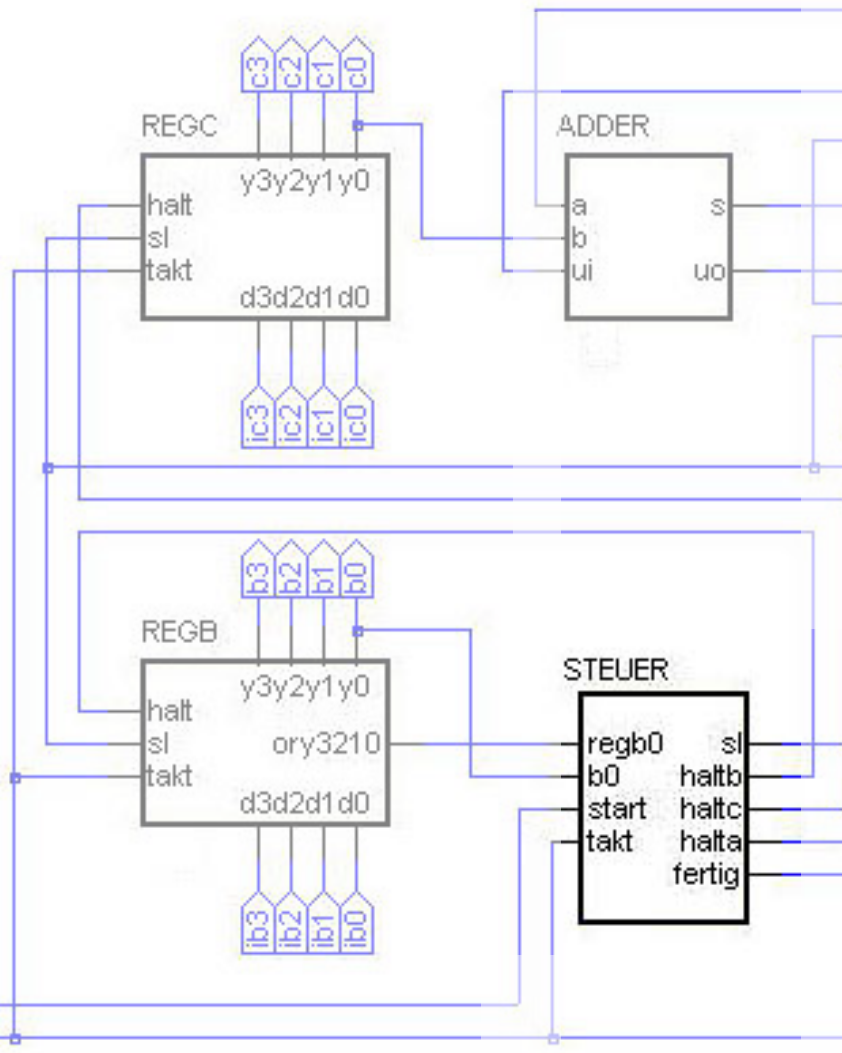 c3 c2 c1 c0
REGC
ADDER
y3y2y1y0
halt
sl
takt
d3d2d1d0
a
b
ui
s
uo
ic3 ic2 ic1 ic0
b3 b2 b1 b0
REGB
y3y2y1y0
halt
sl
takt
ory3210
d3d2d1d0
STEUER
regb0
b0
start
takt
sl
haltb
haltc
halta
fertig
ib3 ib2 ib1 ib0